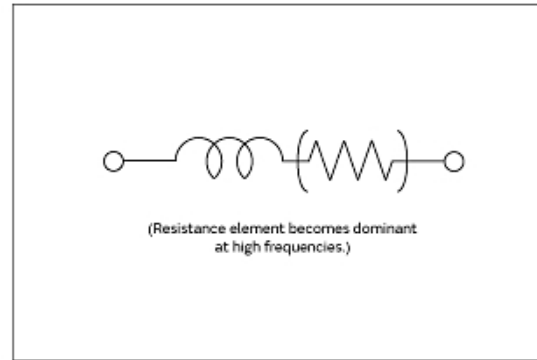 (Resistance element becomes dominant
at high frequencies.)